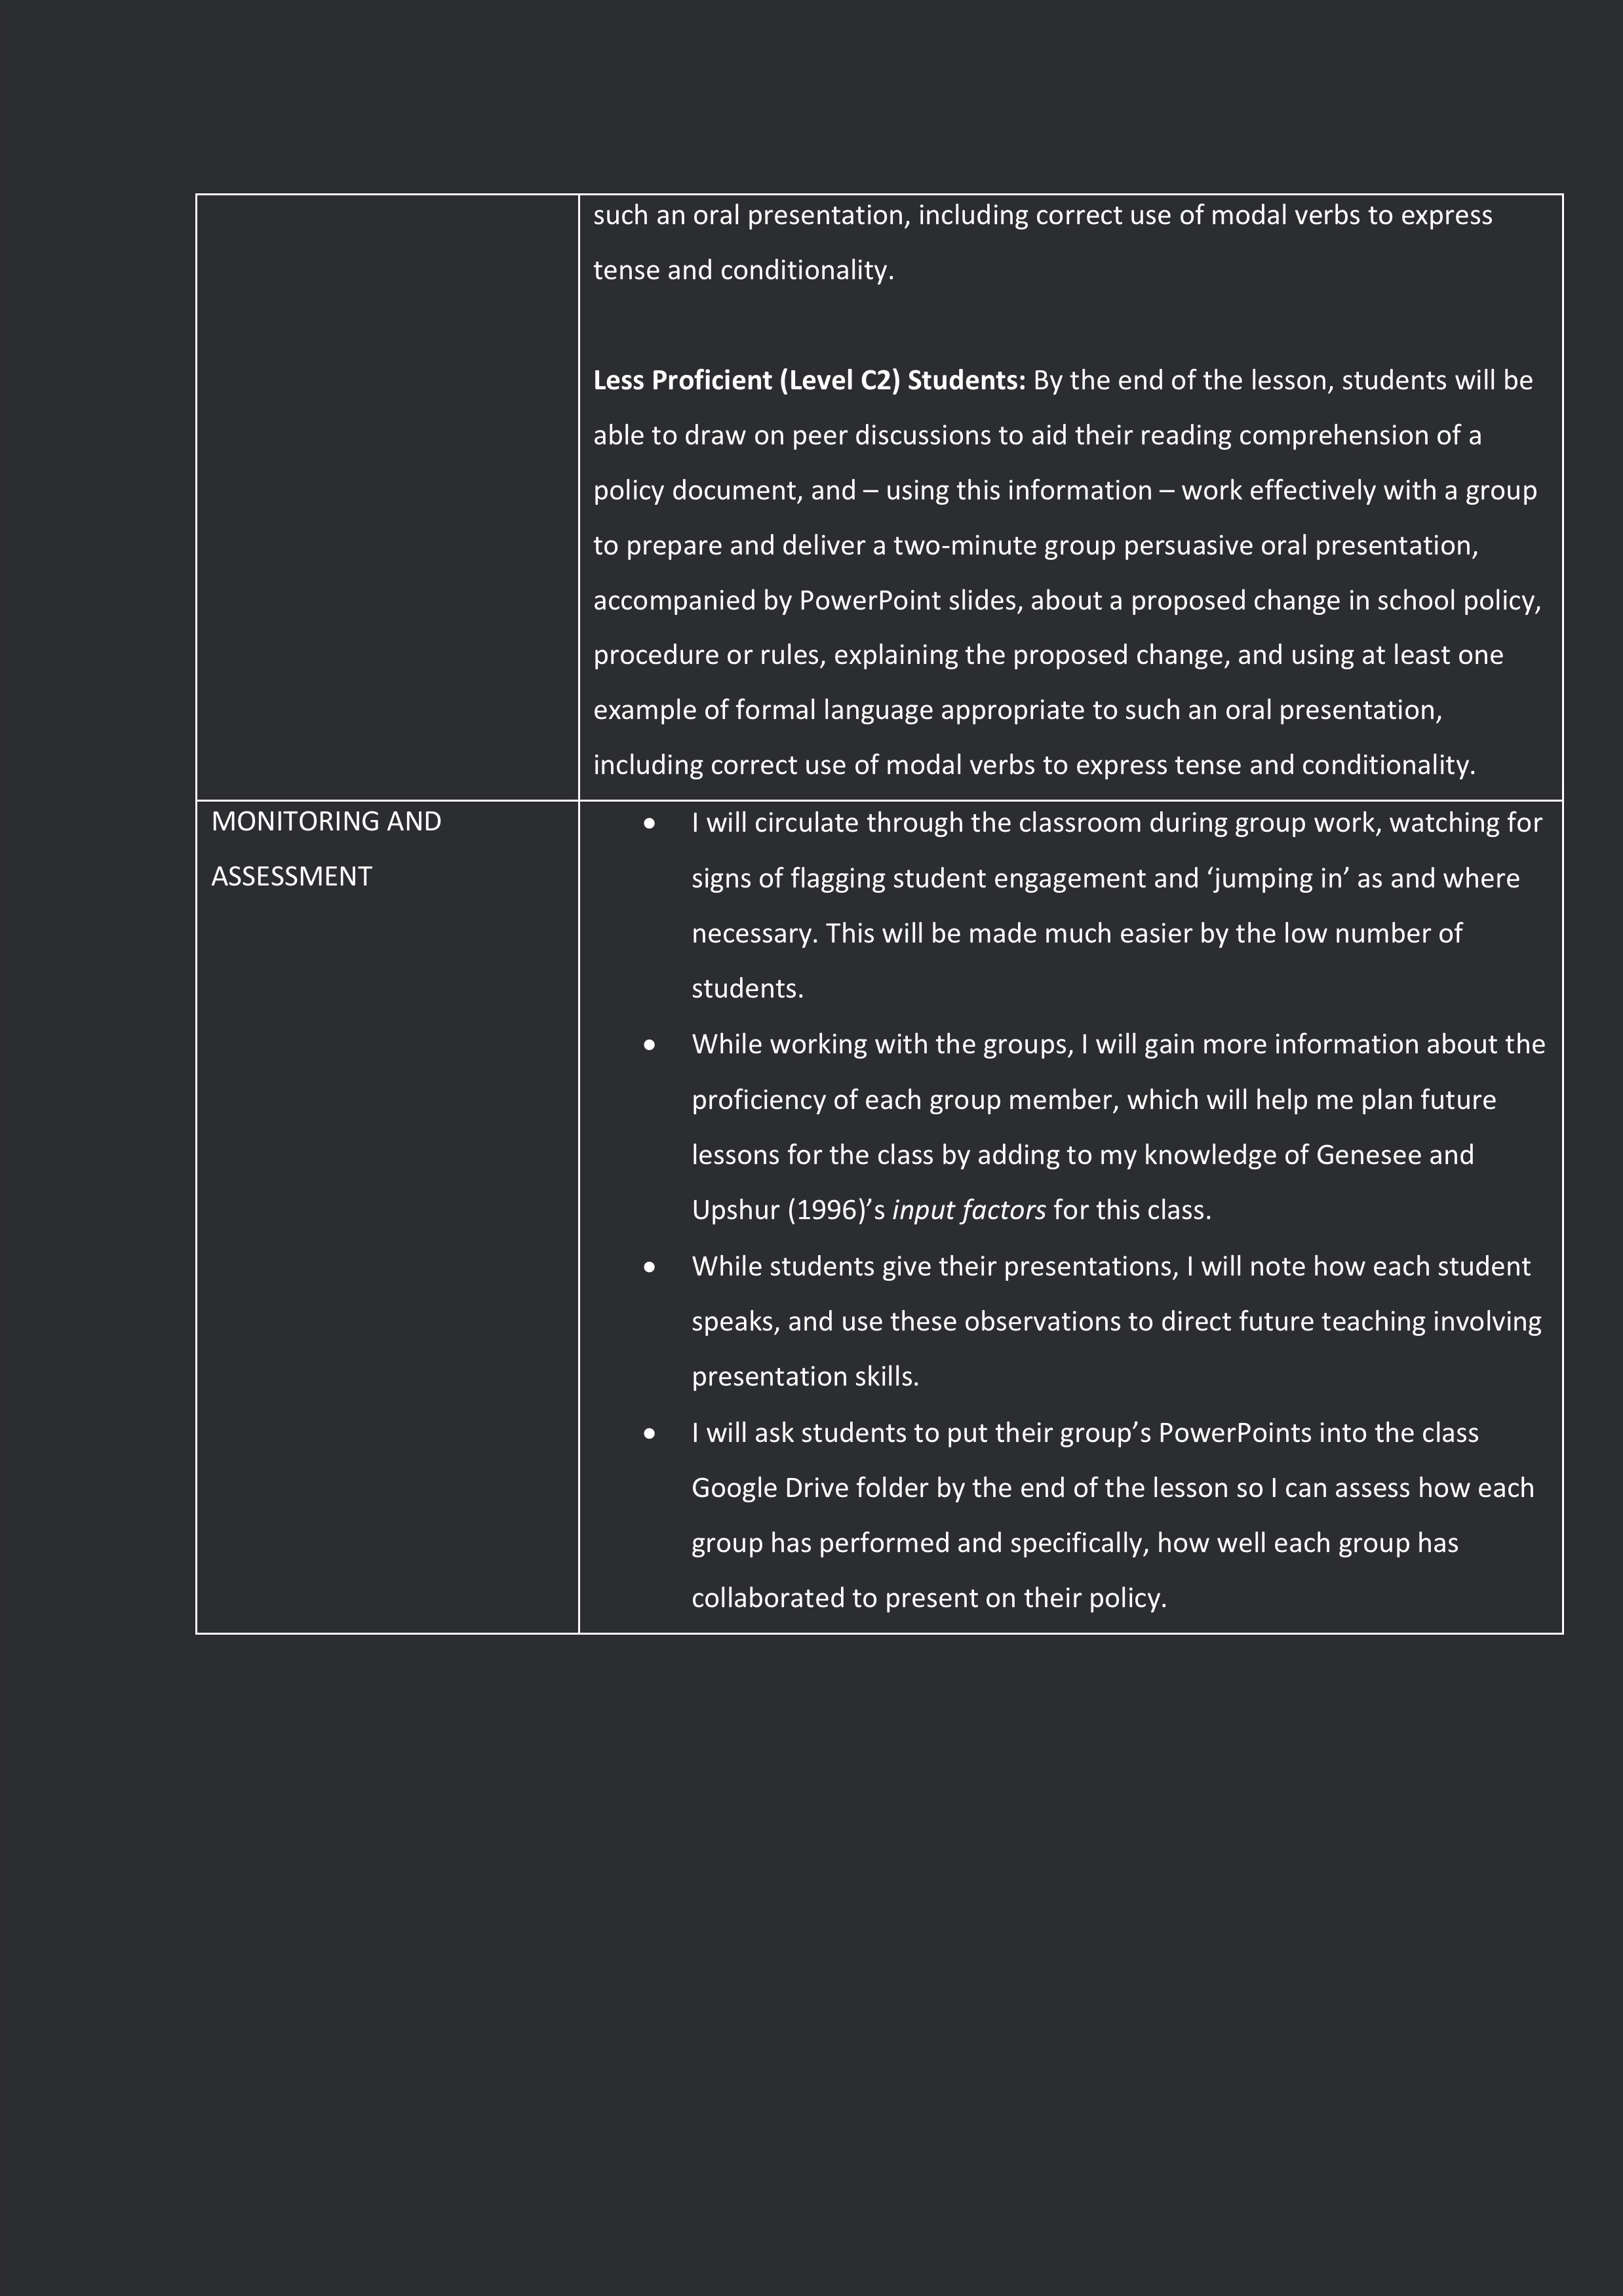 such an oral presentation, including correct use of modal verbs to express
tense and conditionality.
Less Proficient (Level C2) Students: By the end of the lesson, students will be
able to draw on peer discussions to aid their reading comprehension of a
policy document, and – using this information – work effectively with a group
to prepare and deliver a two-minute group persuasive oral presentation,
accompanied by PowerPoint slides, about a proposed change in school policy,
procedure or rules, explaining the proposed change, and using at least one
example of formal language appropriate to such an oral presentation,
including correct use of modal verbs to express tense and conditionality.
MONITORING AND
ASSESSMENT
• I will circulate through the classroom during group work, watching for
signs of flagging student engagement and ‘jumping in’ as and where
necessary. This will be made much easier by the low number of
students.
• While working with the groups, I will gain more information about the
proficiency of each group member, which will help me plan future
lessons for the class by adding to my knowledge of Genesee and
Upshur (1996)’s input factors for this class.
• While students give their presentations, I will note how each student
speaks, and use these observations to direct future teaching involving
presentation skills.
• I will ask students to put their group’s PowerPoints into the class
Google Drive folder by the end of the lesson so I can assess how each
group has performed and specifically, how well each group has
collaborated to present on their policy.